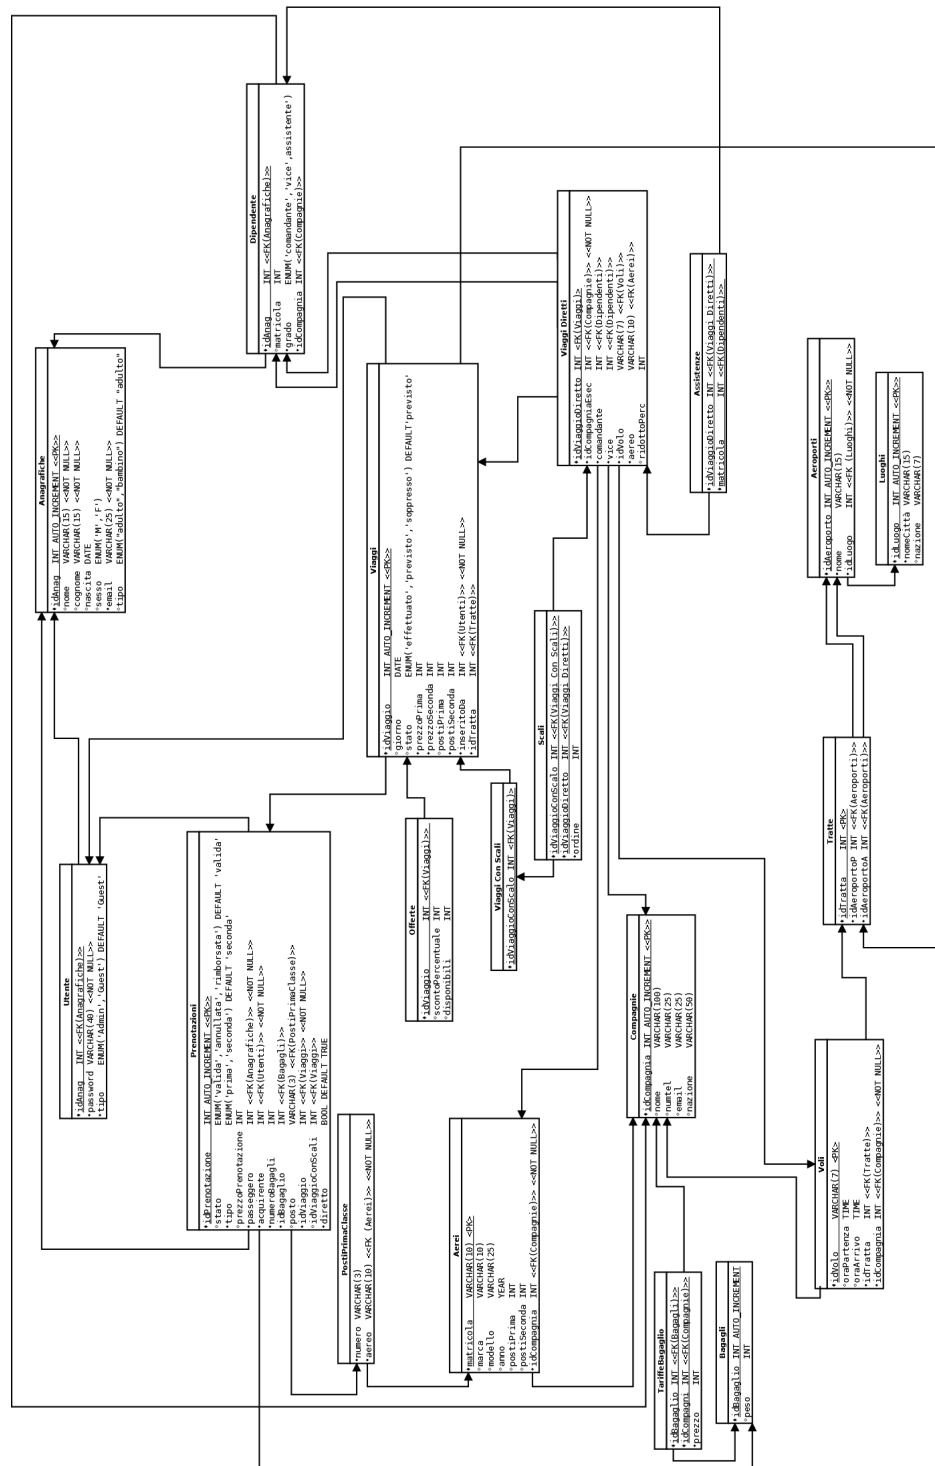 Dipendente
*idAnag INT <<FK(Anagrafiche)>>
°matricola INT
*grado ENUM('comandante','vice',assistente')
°idCompagnia INT <<FK(Compagnie)>>
Anagrafiche
*idAnag INT AUTO_INCREMENT <<PK>>
°nome VARCHAR(15) <<NOT NULL>>
°cognome VARCHAR(15) <<NOT NULL>>
°nascita DATE
°sesso ENUM('M','F')
*email VARCHAR(25) <<NOT NULL>>
°tipo ENUM("adulto","bambino") DEFAULT "adulto"
Utente
*idAnag INT <<FK(Anagrafiche)>>
*password VARCHAR(40) <<NOT NULL>>
*tipo ENUM('Admin','Guest') DEFAULT 'Guest'
Prenotazioni
*idPrenotazione INT AUTO_INCREMENT <<PK>>
°stato ENUM('valida','annullata','rimborsata') DEFAULT 'valida'
*tipo ENUM('prima','seconda') DEFAULT 'seconda'
°prezzoPrenotazione INT
*passeggero INT <<FK(Anagrafiche)>> <<NOT NULL>>
*acquirente INT <<FK(Utenti)>> <<NOT NULL>>
°numeroBagagli INT
*idBagaglio INT <<FK(Bagagli)>>
°posto VARCHAR(3) <<FK(PostiPrimaClasse)>>
*idViaggio INT <<FK(Viaggi>> <<NOT NULL>>
°idViaggioConScali INT <<FK(Viaggi>>
*diretto BOOL DEFAULT TRUE
Viaggi
*idViaggio INT AUTO_INCREMENT <<PK>>
°giorno DATE
°stato ENUM('effettuato','previsto','soppresso') DEFAULT'previsto'
*prezzoPrima INT
*prezzoSeconda INT
°postiPrima INT
*postiSeconda INT
*inseritoDa INT <<FK(Utenti)>> <<NOT NULL>>
*idTratta INT <<FK(Tratte)>>
Viaggi Diretti
*idViaggioDiretto INT <FK(Viaggi)>
*idCompagniaEsec INT <<FK(Compagnie)>> <<NOT NULL>>
*comandante INT <<FK(Dipendenti)>>
*vice INT <<FK(Dipendenti)>>
°idVolo VARCHAR(7) <<FK(Voli)>>
*aereo VARCHAR(10) <<FK(Aerei)>>
°ridottoPerc INT
Assistenze
*idViaggioDiretto INT <<FK(Viaggi Diretti)>>
*matricola INT <<FK(Dipendenti)>>
Offerte
*idViaggio INT <<FK(Viaggi)>>
°scontoPercentuale INT
°disponibili INT
Viaggi Con Scali
*idViaggioConScalo INT <FK(Viaggi)>
Scali
*idViaggioConScalo INT <<FK(Viaggi Con Scali)>>
*idViaggioDiretto INT <<FK(Viaggi Diretti)>>
*ordine INT
PostiPrimaClasse
*numero VARCHAR(3)
*aereo VARCHAR(10) <<FK (Aerei)>> <<NOT NULL>>
Aerei
*matricola VARCHAR(10) <PK>
*marca VARCHAR(10)
*modello VARCHAR(25)
°anno YEAR
°postiPrima INT
*postiSeconda INT
*idCompagnia INT <<FK(Compagnie)>> <<NOT NULL>>
Compagnie
*idCompagnia INT AUTO_INCREMENT <<PK>>
°nome VARCHAR(100)
°numtel VARCHAR(25)
°email VARCHAR(25)
°nazione VARCHAR(50)
TariffeBagaglio
*idBagaglio INT <<FK(Bagagli)>>
*idCompagni INT <<FK(Compagnie)>>
*prezzo INT
Bagagli
*idBagaglio INT AUTO_INCREMENT
°peso INT
Aeroporti
*idAeroporto INT AUTO_INCREMENT <<PK>>
°nome VARCHAR(15)
*idLuogo INT <<FK (Luoghi)>> <<NOT NULL>>
Luoghi
*idLuogo INT AUTO_INCREMENT <<PK>>
*nomeCittà VARCHAR(15)
°nazione VARCHAR(7)
Tratte
*idTratta INT <PK>
*idAeroportoP INT <<FK(Aeroporti)>>
*idAeroportoA INT <<FK(Aeroporti)>>
Voli
*idVolo VARCHAR(7) <PK>
°oraPartenza TIME
°oraArrivo TIME
*idTratta INT <<FK(Tratte)>>
*idCompagnia INT <<FK(Compagnie)>> <<NOT NULL>>